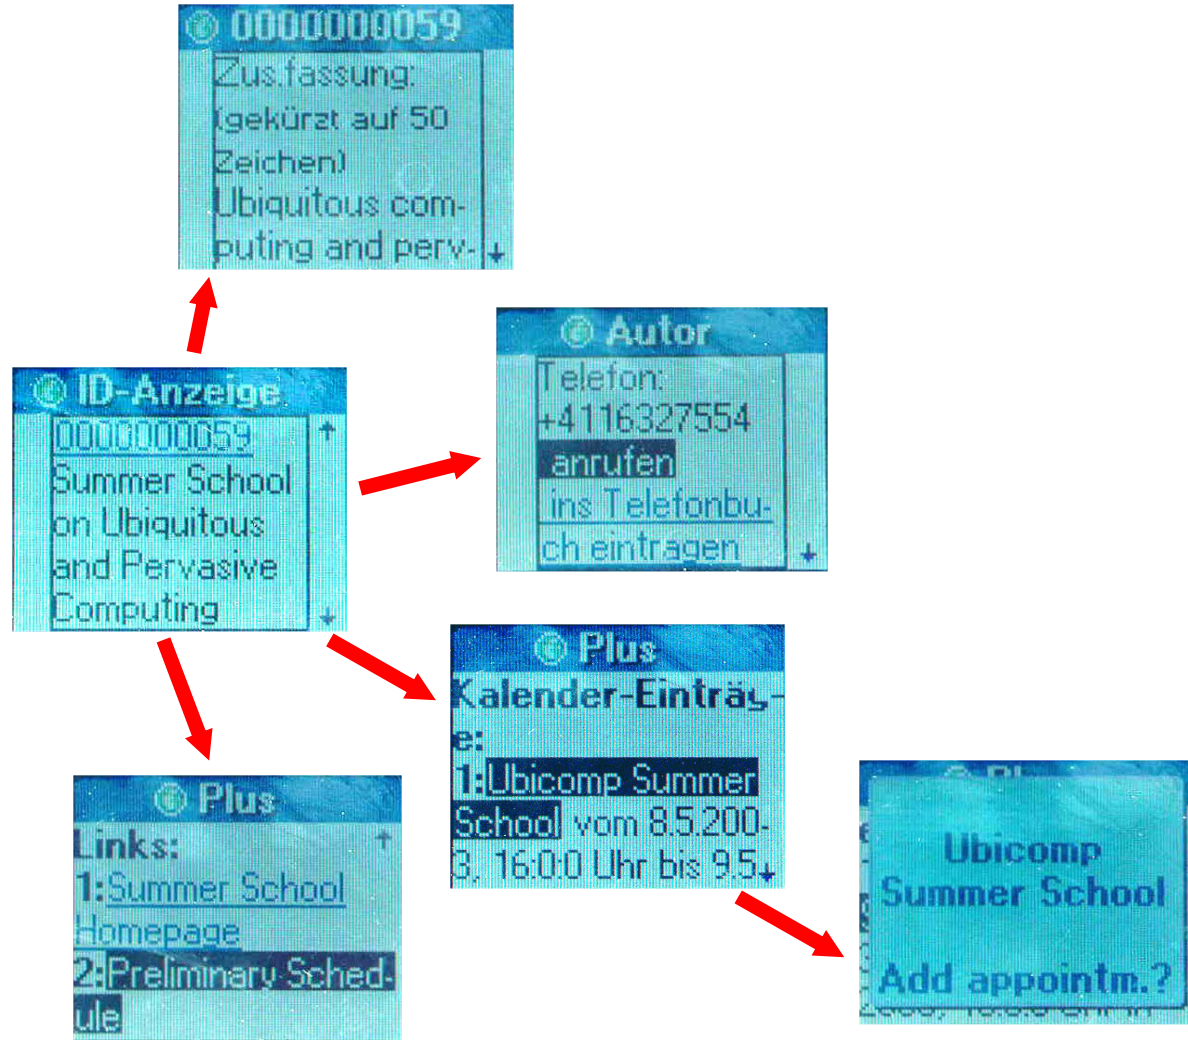 0000000059
Zus.fassung:
(gekürzt auf 50
Zeichen)
Ubiquitous com-
puting and perv-
Autor
Telefon:
+4116327554
anrufen
ins Telefonbu-
ch eintragen
ID-Anzeige
0000000059
Summer School
on Ubiquitous
and Pervasive
Computing
Plus
Kalender-Einträg-
e:
1:Ubicomp Summer
School vom 8.5.200-
3, 16:0:0 Uhr bis 9.5
Plus
Links:
1:Summer School
Homepage
2:Preliminary Sched-
ule
Ubicomp
Summer School
Add appointm.?